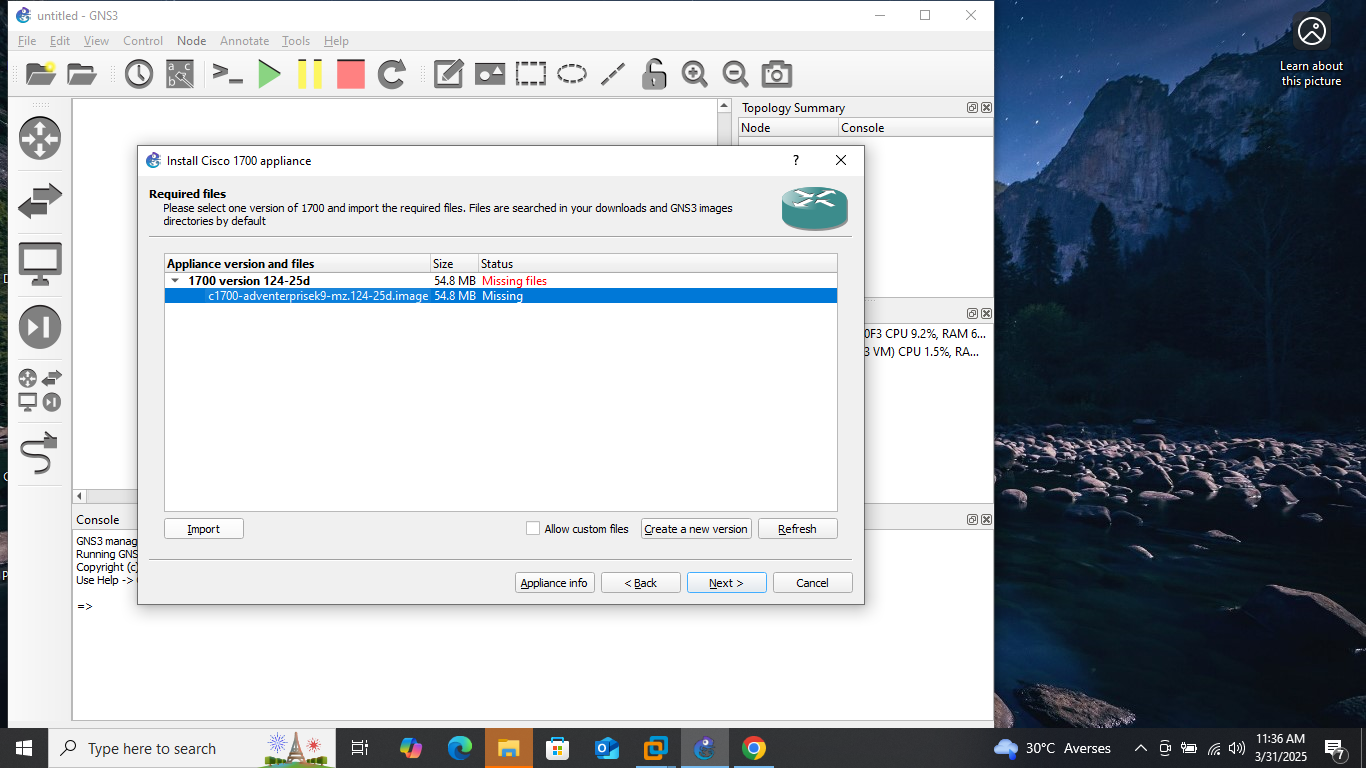 untitled - GNS3
File Edit View Control Node Annotate Tools Help
Learn about
this picture
Topology Summary
Node Console
Install Cisco 1700 appliance
?
Required files
Please select one version of 1700 and import the required files. Files are searched in your downloads and GNS3 images
directories by default
Appliance version and files Size Status
1700 version 124-25d 54.8 MB Missing files
c1700-adventerprisek9-mz.124-25d.image 54.8 MB Missing
0F3 CPU 9.2%, RAM 6...
3 VM) CPU 1.5%, RA...
Import Allow custom files Create a new version Refresh
Appliance info < Back Next > Cancel
Console
GNS3 manag
Running GNS
Copyright (c)
Use Help ->
=>
Type here to search
30°C Averses
11:36 AM
3/31/2025
7